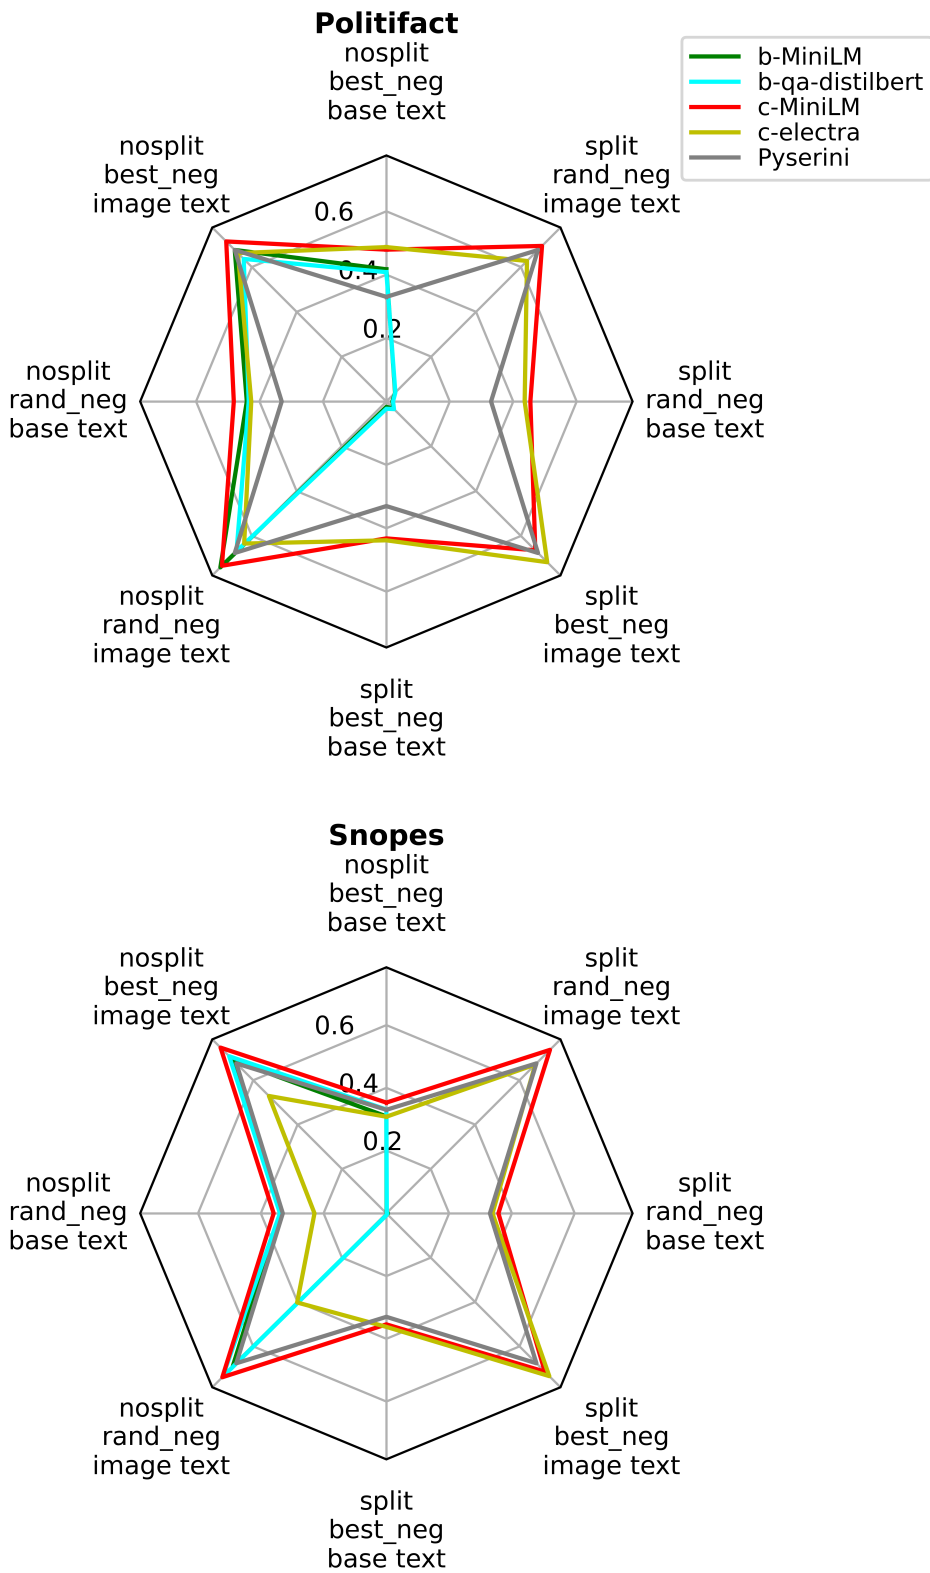 Politifact
nosplit
best_neg
base text
b-MiniLM
b-qa-distilbert
c-MiniLM
c-electra
Pyserini
nosplit
best_neg
image text
split
rand_neg
image text
0.6
0.4
0.2
nosplit
rand_neg
base text
split
rand_neg
base text
nosplit
rand_neg
image text
split
best_neg
image text
split
best_neg
base text
Snopes
nosplit
best_neg
base text
nosplit
best_neg
image text
split
rand_neg
image text
0.6
0.4
0.2
nosplit
rand_neg
base text
split
rand_neg
base text
nosplit
rand_neg
image text
split
best_neg
image text
split
best_neg
base text